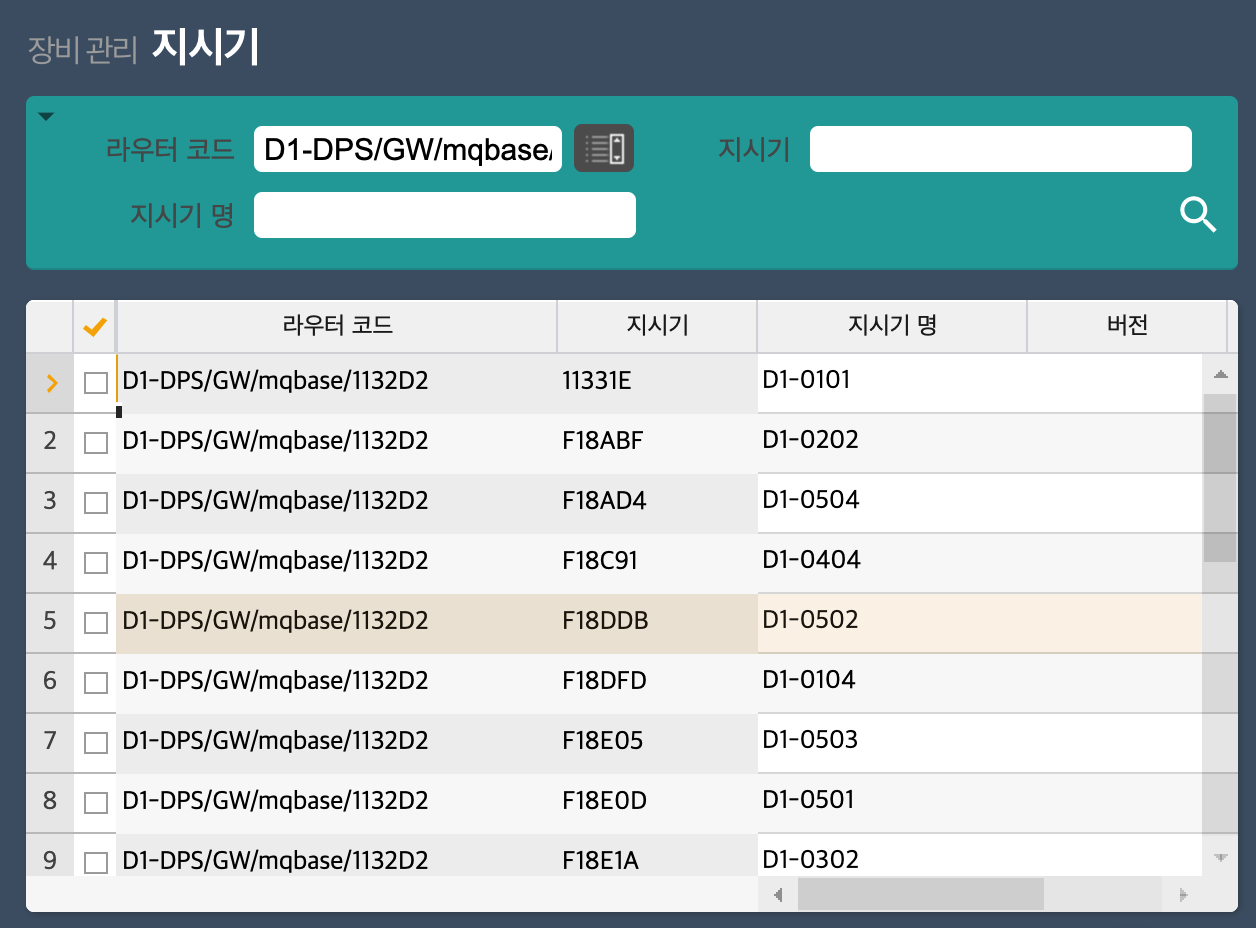 장비 관리 지시기
라우터 코드 D1-DPS/GW/mqbase/ 지시기
지시기 명
라우터 코드 지시기 지시기 명 버전
D1-DPS/GW/mqbase/1132D2 11331E D1-0101
2 D1-DPS/GW/mqbase/1132D2 F18ABF D1-0202
3 D1-DPS/GW/mqbase/1132D2 F18AD4 D1-0504
4 D1-DPS/GW/mqbase/1132D2 F18C91 D1-0404
5 D1-DPS/GW/mqbase/1132D2 F18DDB D1-0502
6 D1-DPS/GW/mqbase/1132D2 F18DFD D1-0104
7 D1-DPS/GW/mqbase/1132D2 F18E05 D1-0503
8 D1-DPS/GW/mqbase/1132D2 F18E0D D1-0501
9 D1-DPS/GW/mqbase/1132D2 F18E1A D1-0302